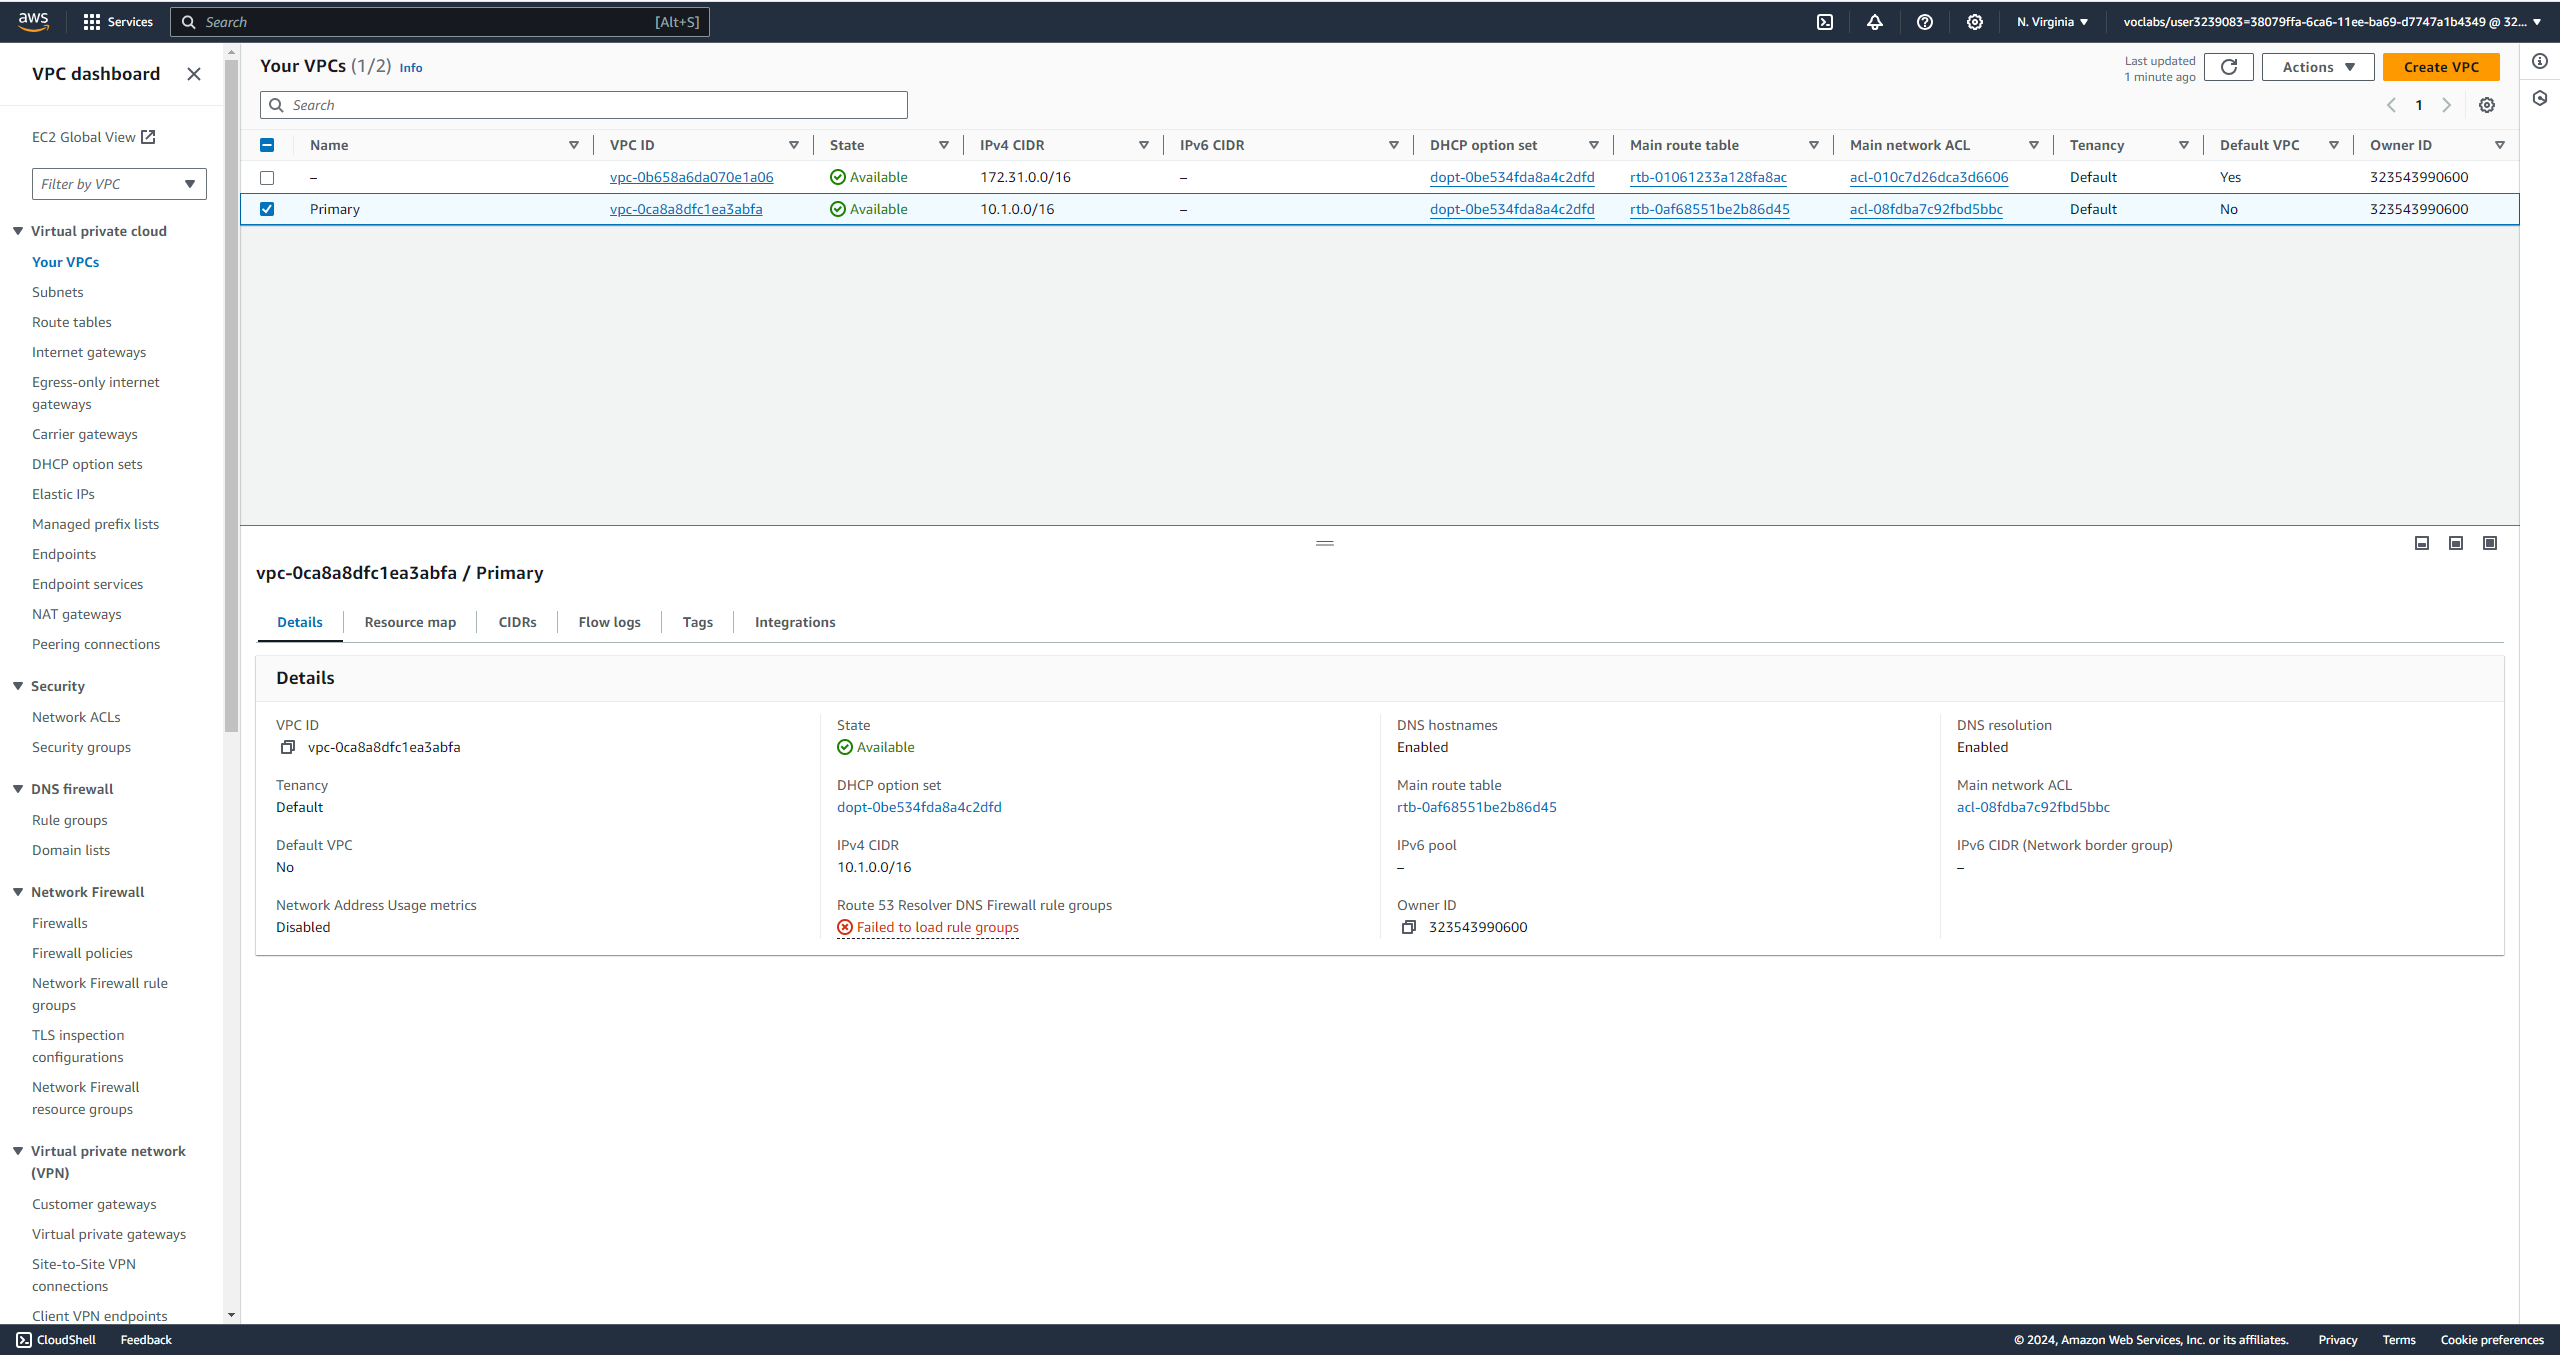 aws
Services
Search
[Alt+S]
N. Virginia
voclabs/user3239083=38079ffa-6ca6-11ee-ba69-d7747a1b4349 @ 32...
VPC dashboard
EC2 Global View
Filter by VPC
Virtual private cloud
Your VPCs
Subnets
Route tables
Internet gateways
Egress-only internet
gateways
Carrier gateways
DHCP option sets
Elastic IPs
Managed prefix lists
Endpoints
Endpoint services
NAT gateways
Peering connections
Security
Network ACLs
Security groups
DNS firewall
Rule groups
Domain lists
Network Firewall
Firewalls
Firewall policies
Network Firewall rule
groups
TLS inspection
configurations
Network Firewall
resource groups
Virtual private network
(VPN)
Customer gateways
Virtual private gateways
Site-to-Site VPN
connections
Client VPN endpoints
Your VPCs (1/2) Info
Last updated
1 minute ago
Actions
Create VPC
Search
1
Name VPC ID State IPv4 CIDR IPv6 CIDR DHCP option set Main route table Main network ACL Tenancy Default VPC Owner ID
– vpc-0b658a6da070e1a06 Available 172.31.0.0/16 – dopt-0be534fda8a4c2dfd rtb-01061233a128fa8ac acl-010c7d26dca3d6606 Default Yes 323543990600
Primary vpc-0ca8a8dfc1ea3abfa Available 10.1.0.0/16 – dopt-0be534fda8a4c2dfd rtb-0af68551be2b86d45 acl-08fdba7c92fbd5bbc Default No 323543990600
vpc-0ca8a8dfc1ea3abfa / Primary
Details Resource map CIDRs Flow logs Tags Integrations
Details
VPC ID
vpc-0ca8a8dfc1ea3abfa
State
Available
DNS hostnames
Enabled
DNS resolution
Enabled
Tenancy
Default
DHCP option set
dopt-0be534fda8a4c2dfd
Main route table
rtb-0af68551be2b86d45
Main network ACL
acl-08fdba7c92fbd5bbc
Default VPC
No
IPv4 CIDR
10.1.0.0/16
IPv6 pool
–
IPv6 CIDR (Network border group)
–
Network Address Usage metrics
Disabled
Route 53 Resolver DNS Firewall rule groups
Failed to load rule groups
Owner ID
323543990600
CloudShell
Feedback
© 2024, Amazon Web Services, Inc. or its affiliates.
Privacy
Terms
Cookie preferences